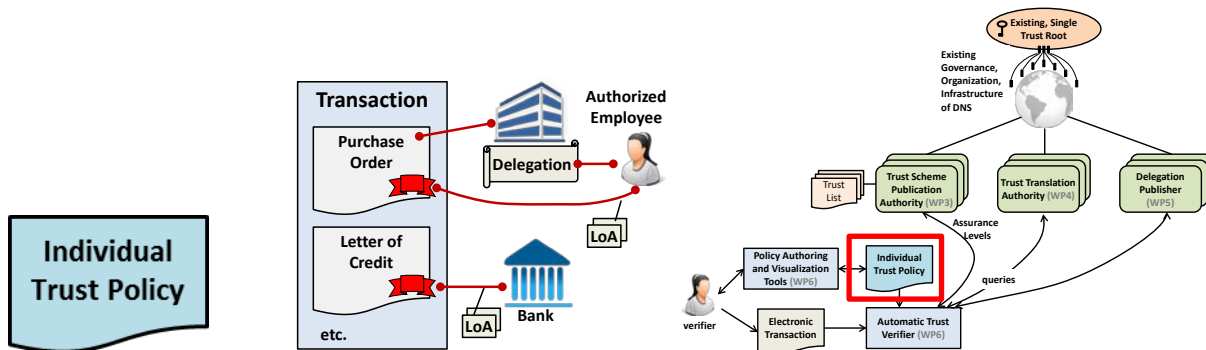 Individual
Trust Policy
Transaction
Purchase
Order
Letter of
Credit
etc.
Delegation
Authorized
Employee
LoA
LoA
Bank
Existing, Single
Trust Root
Existing
Governance,
Organization,
Infrastructure
of DNS
Trust
List
Trust Scheme
Publication
Authority (WP3)
Trust Translation
Authority (WP4)
Delegation
Publisher
(WP5)
Assurance
Levels
Policy Authoring
and Visualization
Tools (WP6)
Individual
Trust Policy
queries
verifier
Electronic
Transaction
Automatic Trust
Verifier (WP6)